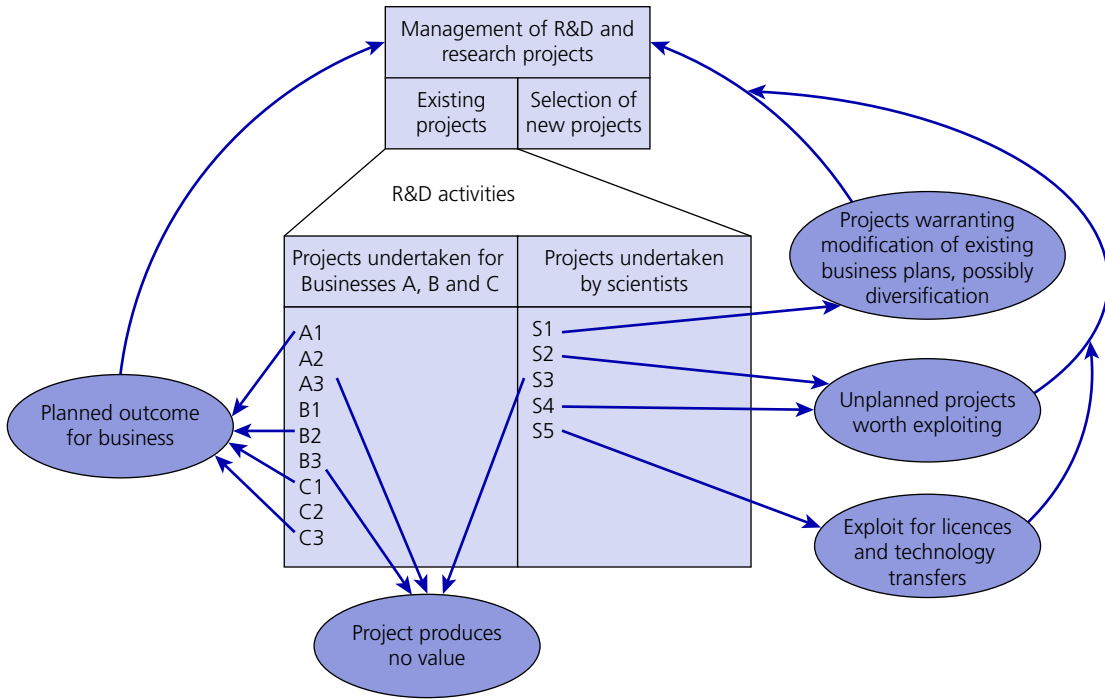 Management of R&D and
research projects
Existing
projects
Selection of
new projects
R&D activities
Projects undertaken for
Businesses A, B and C
Projects undertaken
by scientists
A1
A2
A3
B1
B2
B3
C1
C2
C3
S1
S2
S3
S4
S5
Planned outcome
for business
Project produces
no value
Projects warranting
modification of existing
business plans, possibly
diversification
Unplanned projects
worth exploiting
Exploit for licences
and technology
transfers